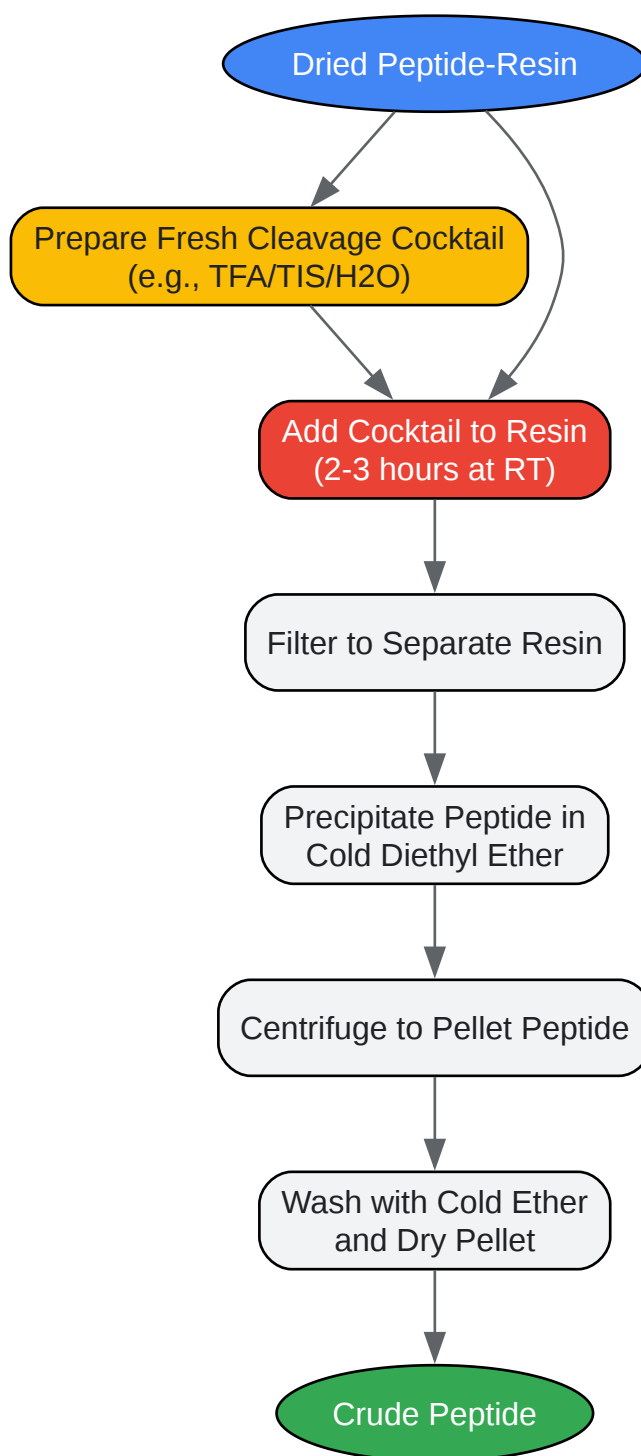 Dried Peptide-Resin
Prepare Fresh Cleavage Cocktail
(e.g., TFA/TIS/H2O)
Add Cocktail to Resin
(2-3 hours at RT)
Filter to Separate Resin
Precipitate Peptide in
Cold Diethyl Ether
Centrifuge to Pellet Peptide
Wash with Cold Ether
and Dry Pellet
Crude Peptide